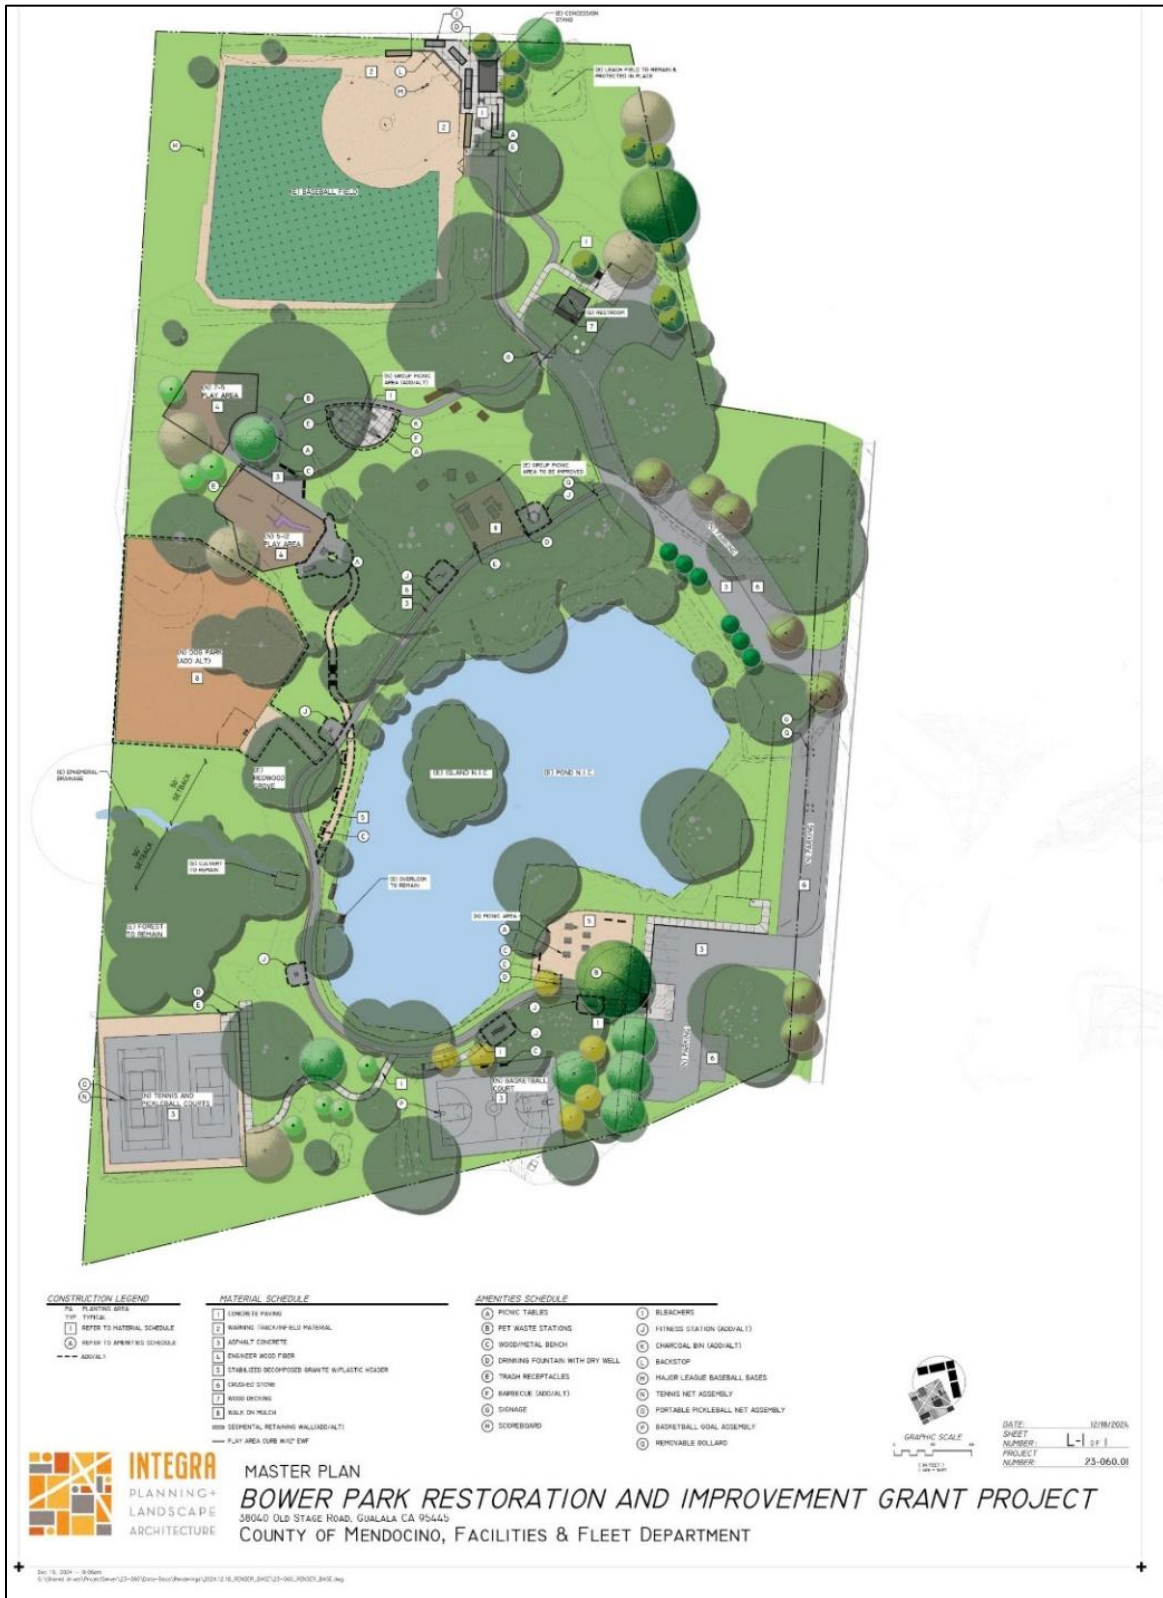 (E) CONCESSION
STAND
(E) LEACH FIELD TO REMAIN &
PROTECTED IN PLACE
(E) BASEBALL FIELD
(E) RESTROOM
7
(N) GROUP PICNIC
AREA (ADD/ALT)
(N) 2-5
PLAY AREA
4
(E) GROUP PICNIC
AREA TO BE IMPROVED
8
(N) 5-12
PLAY AREA
4
(N) PARKING
(N) DOG PARK
(ADD ALT)
8
(E) EPHEMERAL
DRAINAGE
50'
SETBACK
50'
SETBACK
(E)
REDWOOD
GROVE
(E) ISLAND N.I.C.
(E) POND N.I.C.
(E) CULVERT
TO REMAIN
(E) OVERLOOK
TO REMAIN
(E) FOREST
TO REMAIN
(N) PICNIC AREA
(N) PARKING
(N) PARKING
(N) TENNIS AND
PICKLEBALL COURTS
3
(N) BASKETBALL
COURT
3
CONSTRUCTION LEGEND
PA PLANTING AREA
TYP TYPICAL
1 REFER TO MATERIAL SCHEDULE
A REFER TO AMENITIES SCHEDULE
ADD/ALT
MATERIAL SCHEDULE
1 CONCRETE PAVING
2 WARNING TRACK/INFIELD MATERIAL
3 ASPHALT CONCRETE
4 ENGINEER WOOD FIBER
5 STABILIZED DECOMPOSED GRANITE W/PLASTIC HEADER
6 CRUSHED STONE
7 WOOD DECKING
8 WALK ON MULCH
SEGMENTAL RETAINING WALL(ADD/ALT)
PLAY AREA CURB W/12" EWF
AMENITIES SCHEDULE
A PICNIC TABLES
B PET WASTE STATIONS
C WOOD/METAL BENCH
D DRINKING FOUNTAIN WITH DRY WELL
E TRASH RECEPTACLES
F BARBECUE (ADD/ALT)
G SIGNAGE
H SCOREBOARD
I BLEACHERS
J FITNESS STATION (ADD/ALT)
K CHARCOAL BIN (ADD/ALT)
L BACKSTOP
M MAJOR LEAGUE BASEBALL BASES
N TENNIS NET ASSEMBLY
O PORTABLE PICKLEBALL NET ASSEMBLY
P BASKETBALL GOAL ASSEMBLY
Q REMOVABLE BOLLARD
GRAPHIC SCALE
( IN FEET )
DATE: 12/18/2024
SHEET
NUMBER: L-1 OF 1
PROJECT
NUMBER: 23-060.01
INTEGRA
PLANNING+
LANDSCAPE
ARCHITECTURE
MASTER PLAN
BOWER PARK RESTORATION AND IMPROVEMENT GRANT PROJECT
38040 OLD STAGE ROAD, GUALALA CA 95445
COUNTY OF MENDOCINO, FACILITIES & FLEET DEPARTMENT